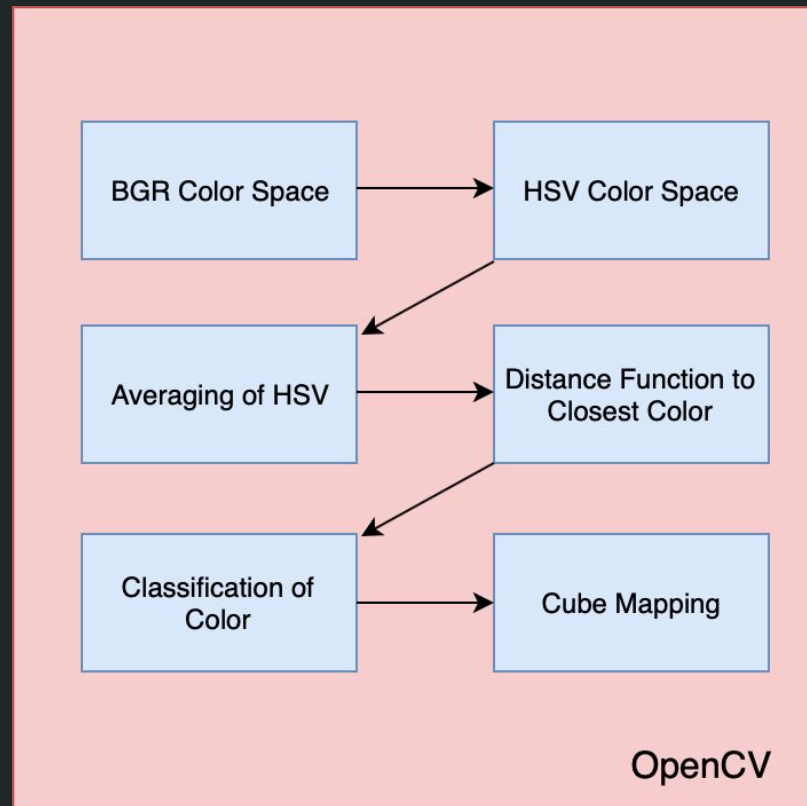 BGR Color Space
HSV Color Space
Averaging of HSV
Distance Function to
Closest Color
Classification of
Color
Cube Mapping
OpenCV